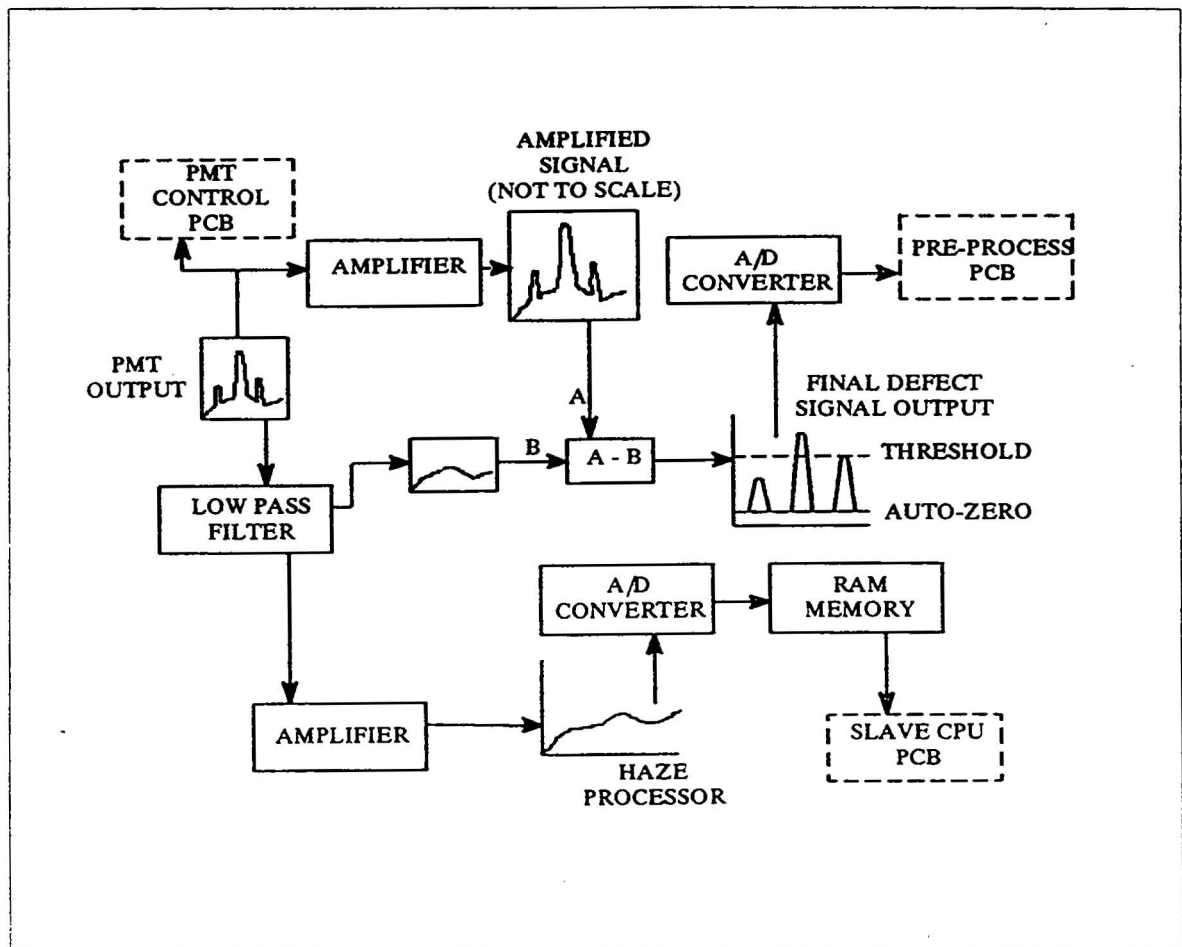 PMT
CONTROL
PCB
AMPLIFIER
AMPLIFIED
SIGNAL
(NOT TO SCALE)
A/D
CONVERTER
PRE-PROCESS
PCB
PMT
OUTPUT
A
B
A - B
FINAL DEFECT
SIGNAL OUTPUT
THRESHOLD
AUTO-ZERO
LOW PASS
FILTER
AMPLIFIER
HAZE
PROCESSOR
A/D
CONVERTER
RAM
MEMORY
SLAVE CPU
PCB